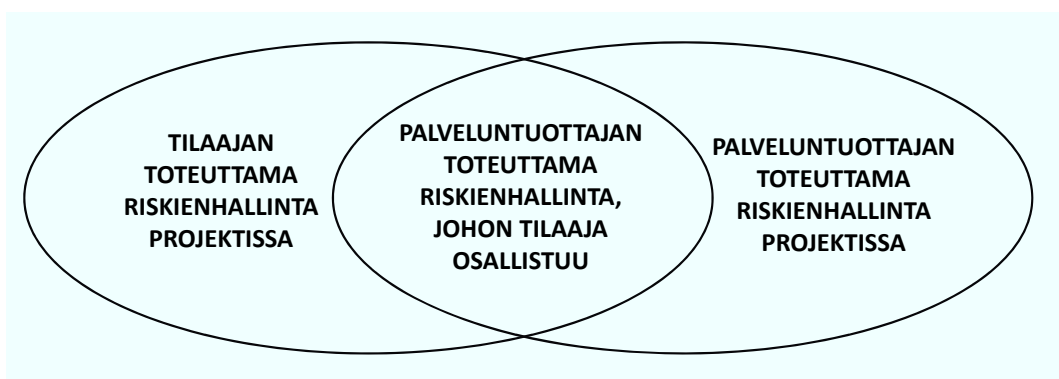 TILAAJAN
TOTEUTTAMA
RISKIENHALLINTA
PROJEKTISSA
PALVELUNTUOTTAJAN
TOTEUTTAMA
RISKIENHALLINTA,
JOHON TILAAJA
OSALLISTUU
PALVELUNTUOTTAJAN
TOTEUTTAMA
RISKIENHALLINTA
PROJEKTISSA